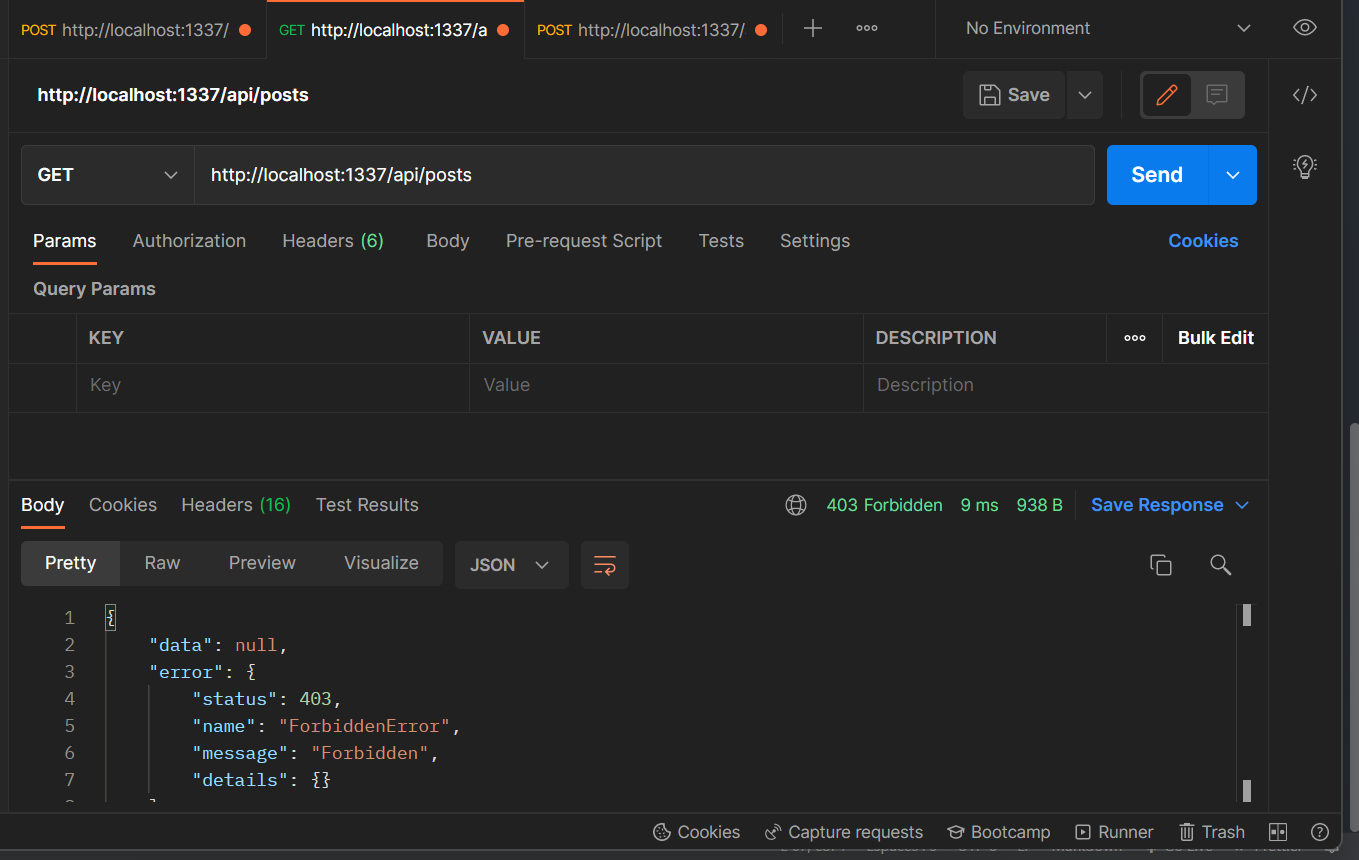 POST http://localhost:1337/
GET http://localhost:1337/a
POST http://localhost:1337/
No Environment
http://localhost:1337/api/posts
Save
GET
http://localhost:1337/api/posts
Send
Params
Authorization
Headers (6)
Body
Pre-request Script
Tests
Settings
Cookies
Query Params
KEY
VALUE
DESCRIPTION
Bulk Edit
Key
Value
Description
Body
Cookies
Headers (16)
Test Results
403 Forbidden
9 ms
938 B
Save Response
Pretty
Raw
Preview
Visualize
JSON
1 {
2 "data": null,
3 "error": {
4 "status": 403,
5 "name": "ForbiddenError",
6 "message": "Forbidden",
7 "details": {}
Cookies
Capture requests
Bootcamp
Runner
Trash